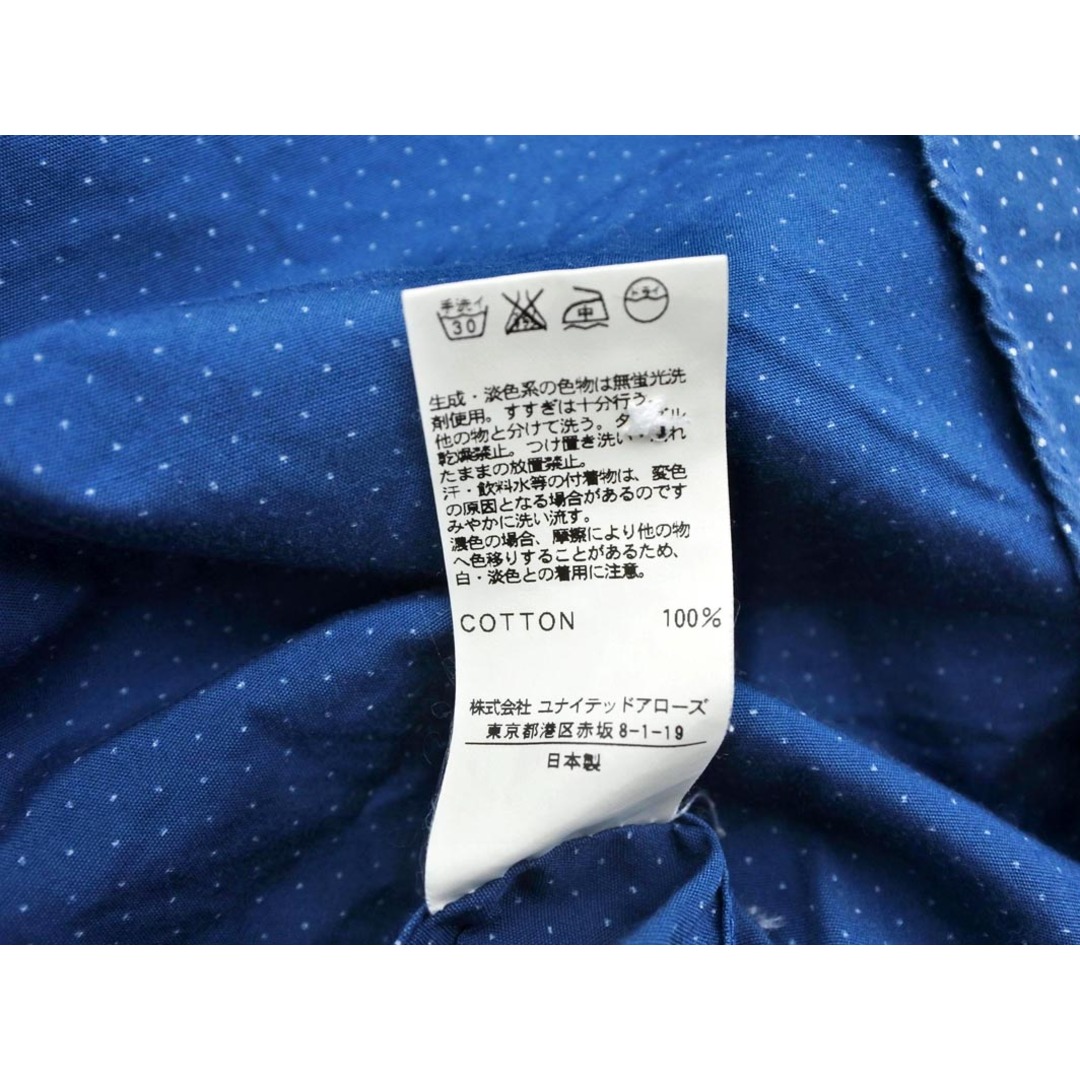 手洗イ 30 中 ドライ
生成・淡色系の色物は無蛍光洗
剤使用。すすぎは十分行う。
他の物と分けて洗う。タ ル
乾燥禁止。つけ置き洗い・ れ
たままの放置禁止。
汗・飲料水等の付着物は、変色
の原因となる場合があるのです
みやかに洗い流す。
濃色の場合、摩擦により他の物
へ色移りすることがあるため、
白・淡色との着用に注意。
COTTON 100%
株式会社 ユナイテッドアローズ
東京都港区赤坂8-1-19
日本製